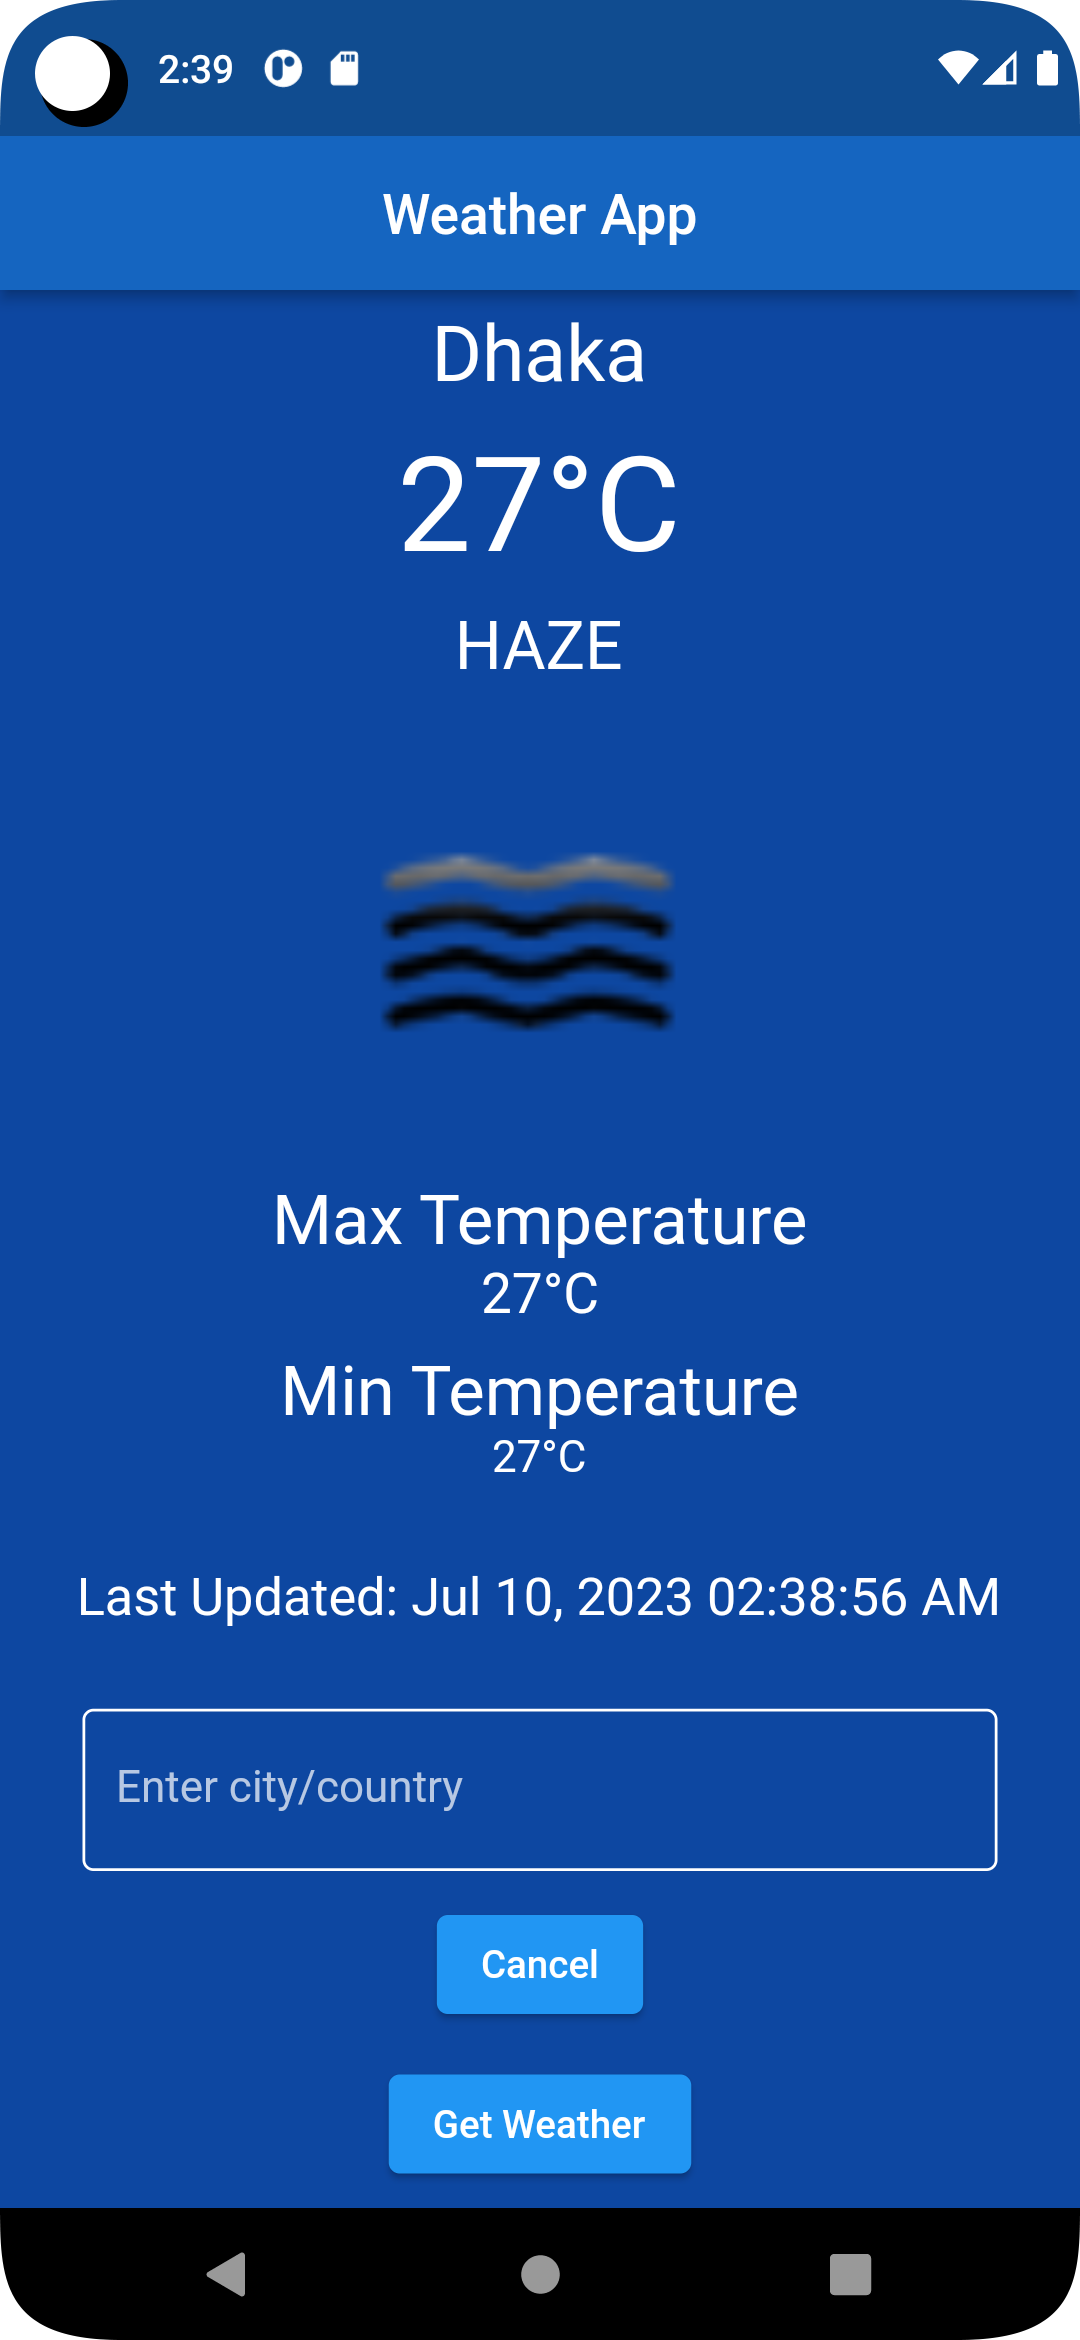 2:39
Weather App
Dhaka
27°C
HAZE
Max Temperature
27°C
Min Temperature
27°C
Last Updated: Jul 10, 2023 02:38:56 AM
Enter city/country
Cancel
Get Weather